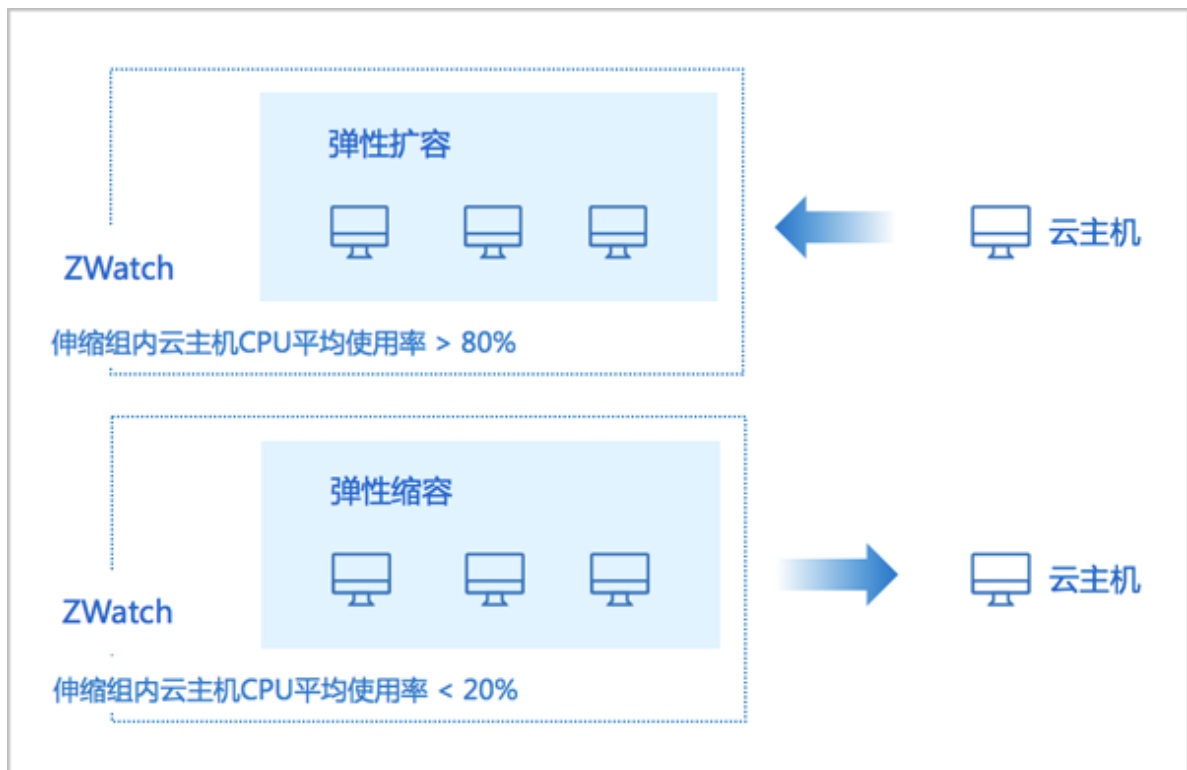 弹性扩容
云主机
ZWatch
伸缩组内云主机CPU平均使用率 > 80%
弹性缩容
云主机
ZWatch
伸缩组内云主机CPU平均使用率 < 20%